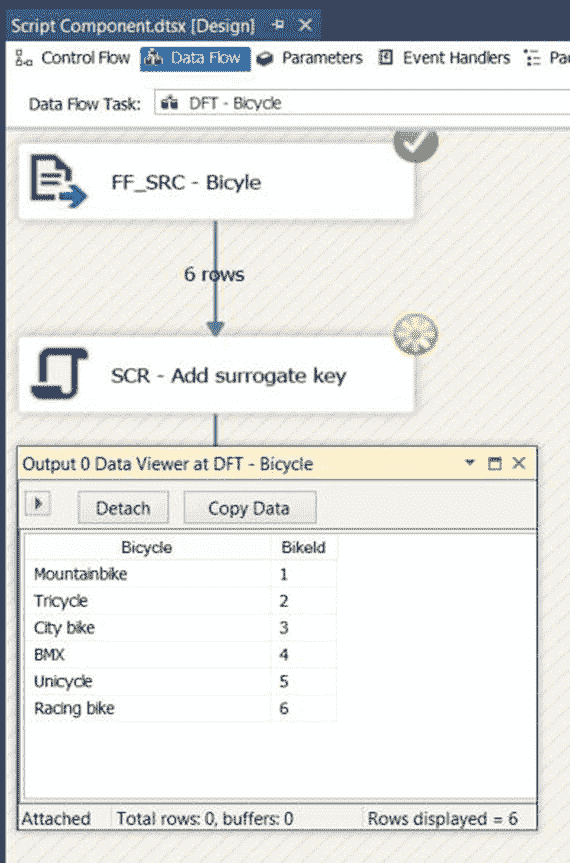 Script Component.dtsx [Design]
Control Flow Data Flow Parameters Event Handlers Pa
Data Flow Task: DFT - Bicycle
FF_SRC - Bicyle
6 rows
SCR - Add surrogate key
Output 0 Data Viewer at DFT - Bicycle
Detach Copy Data
Bicycle BikeId
Mountainbike 1
Tricycle 2
City bike 3
BMX 4
Unicycle 5
Racing bike 6
Attached Total rows: 0, buffers: 0 Rows displayed = 6